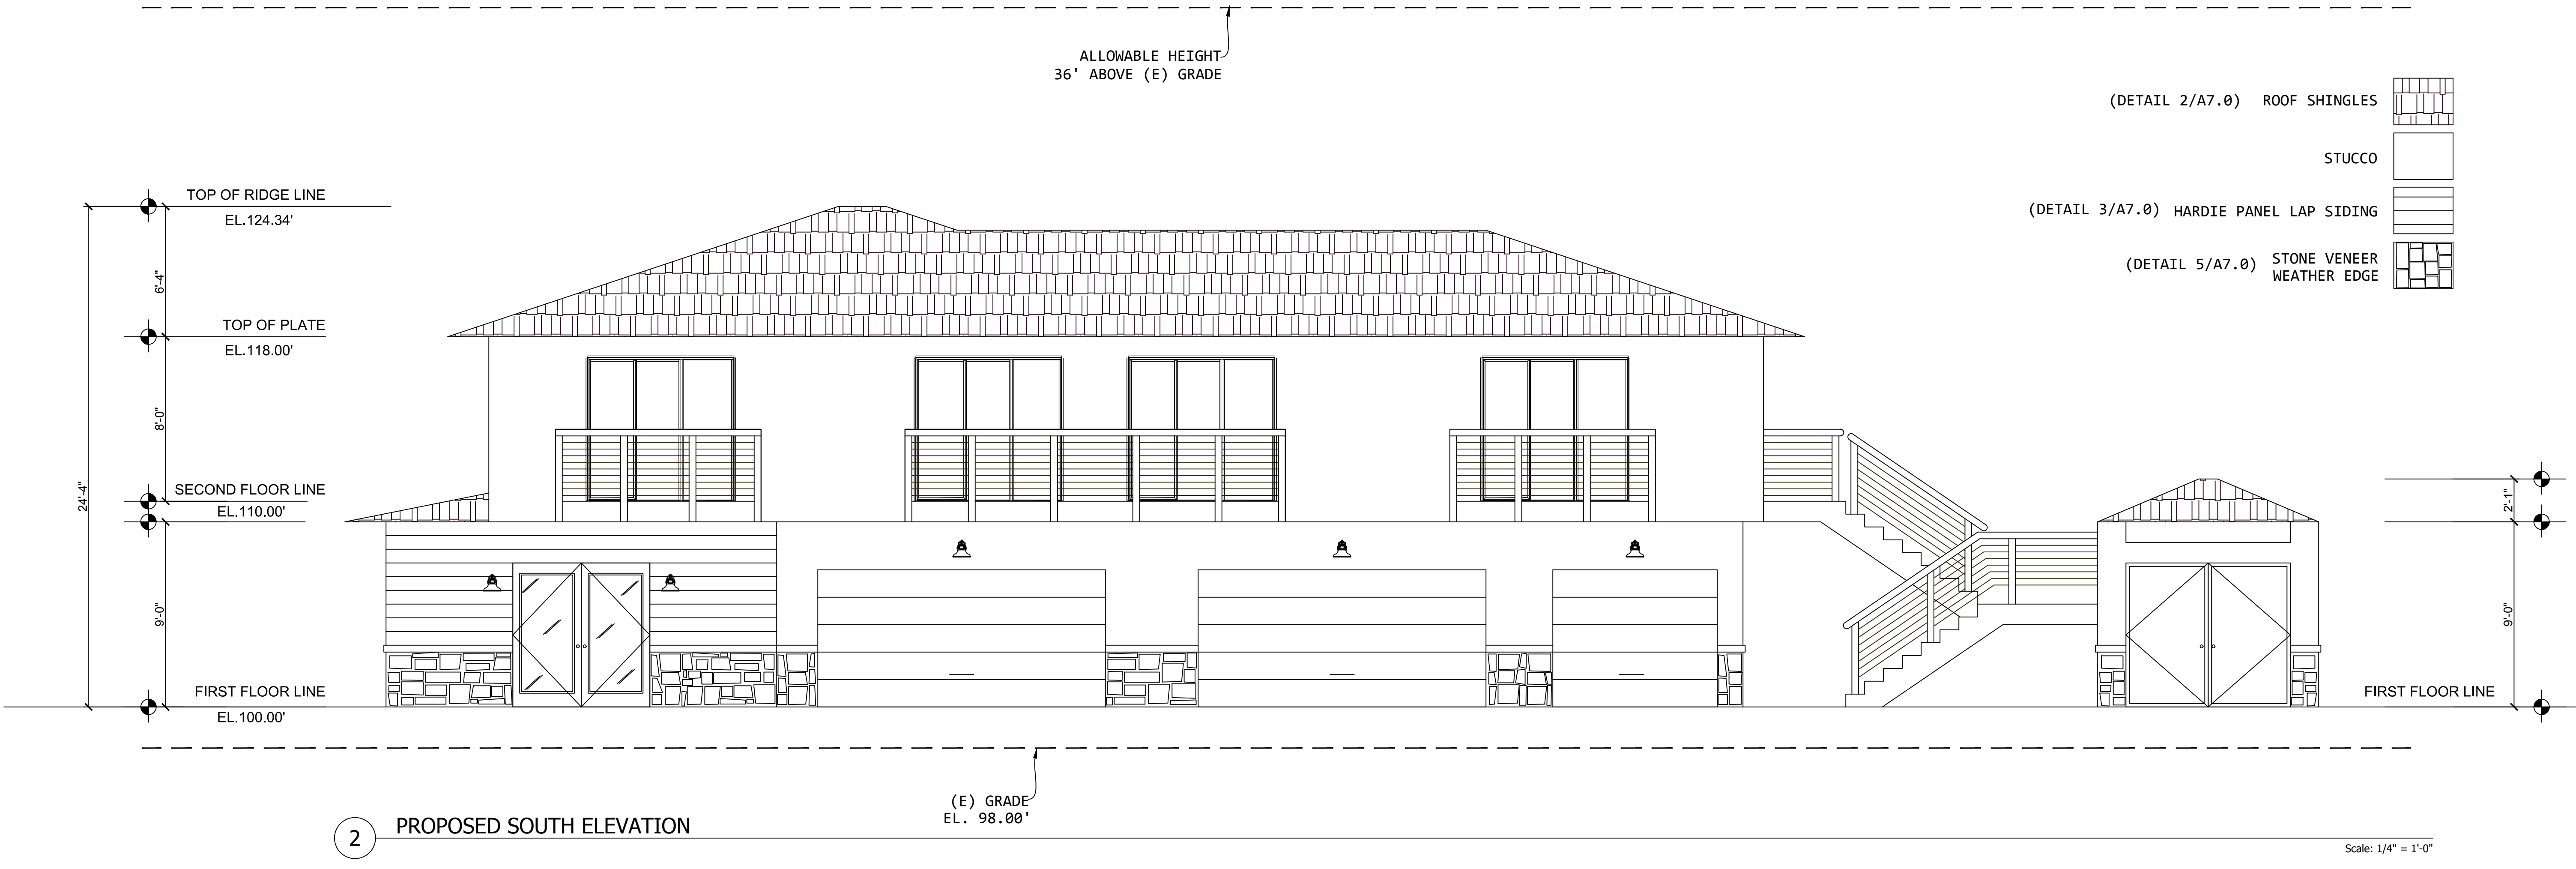 ALLOWABLE HEIGHT
36' ABOVE (E) GRADE
(DETAIL 2/A7.0) ROOF SHINGLES
STUCCO
(DETAIL 3/A7.0) HARDIE PANEL LAP SIDING
(DETAIL 5/A7.0) STONE VENEER
WEATHER EDGE
TOP OF RIDGE LINE
EL.124.34'
6'-4"
TOP OF PLATE
EL.118.00'
8'-0"
24'-4"
SECOND FLOOR LINE
EL.110.00'
9'-0"
FIRST FLOOR LINE
EL.100.00'
2'-1"
9'-0"
FIRST FLOOR LINE
(E) GRADE
EL. 98.00'
2 PROPOSED SOUTH ELEVATION
Scale: 1/4" = 1'-0"